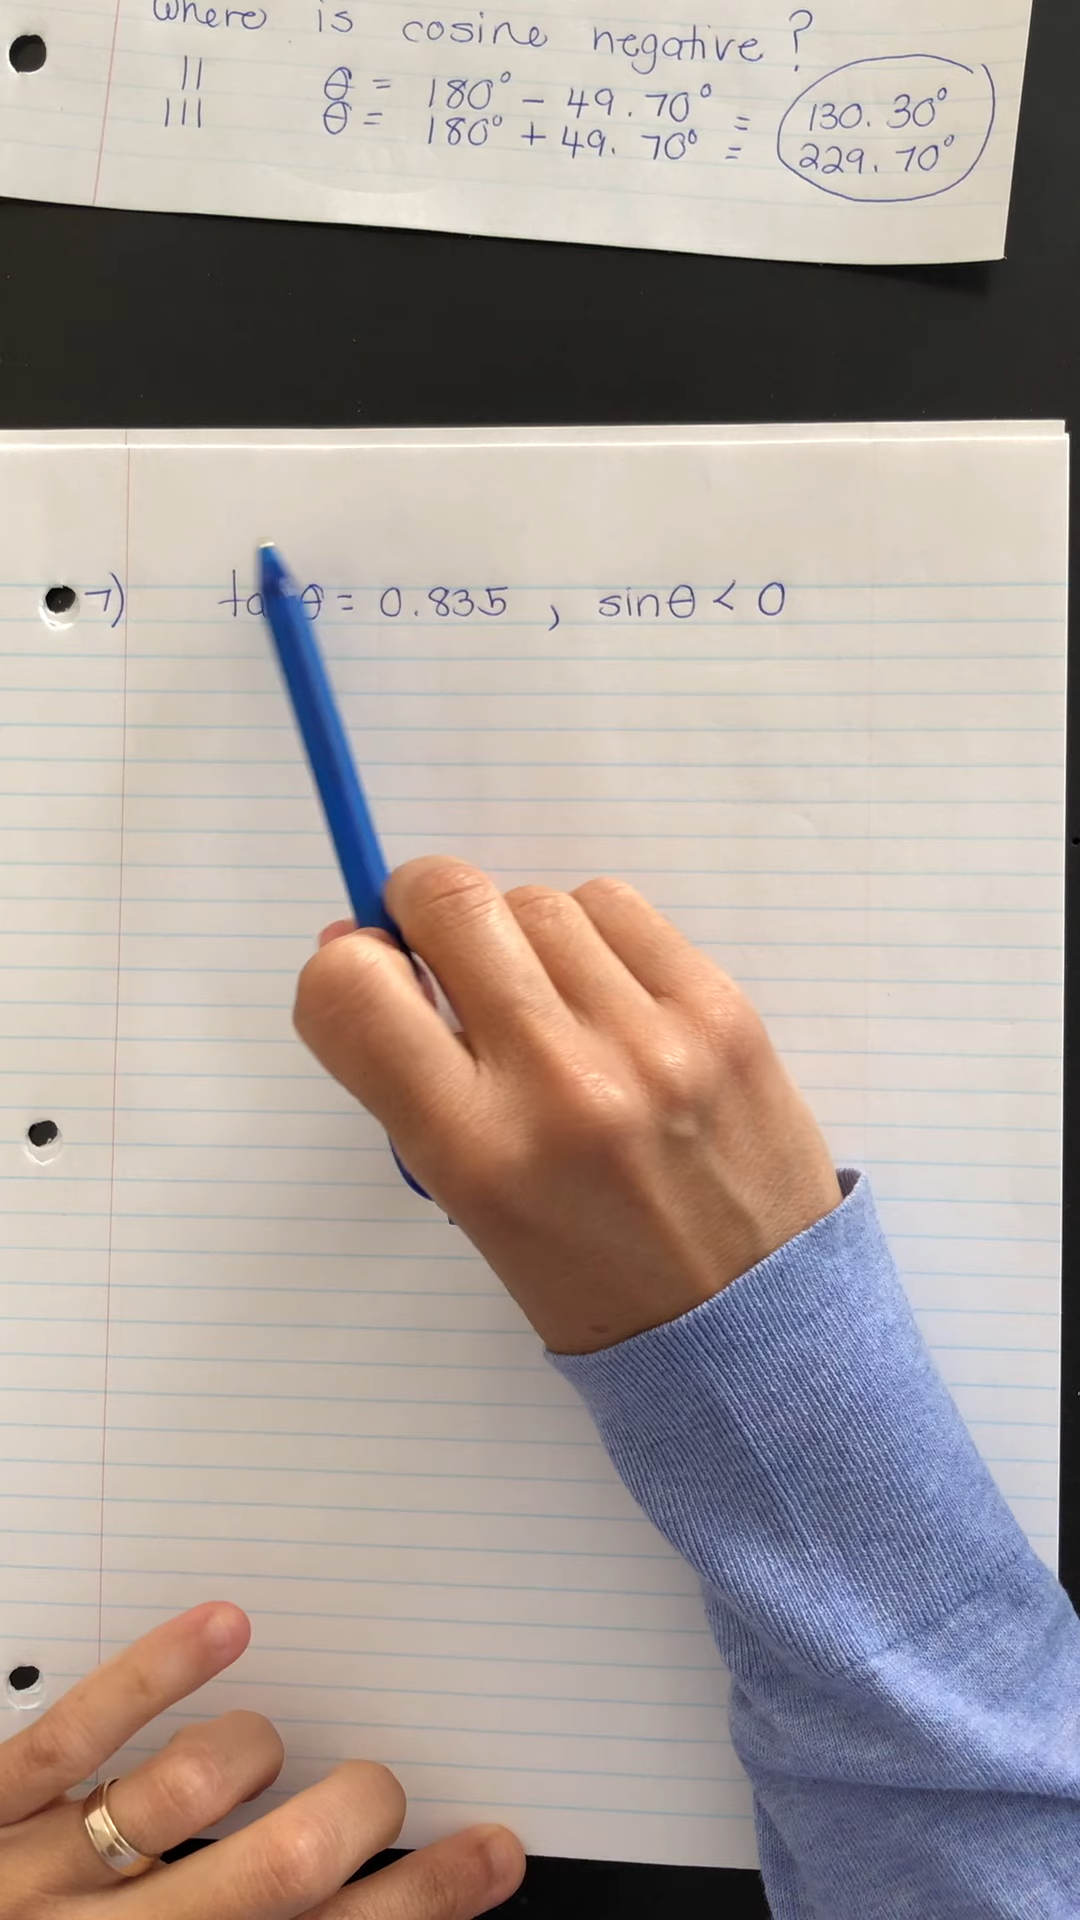 where is cosine negative?
II θ = 180° - 49.70° = 130.30°
III θ = 180° + 49.70° = 229.70°
7) ta θ = 0.835 , sinθ < 0